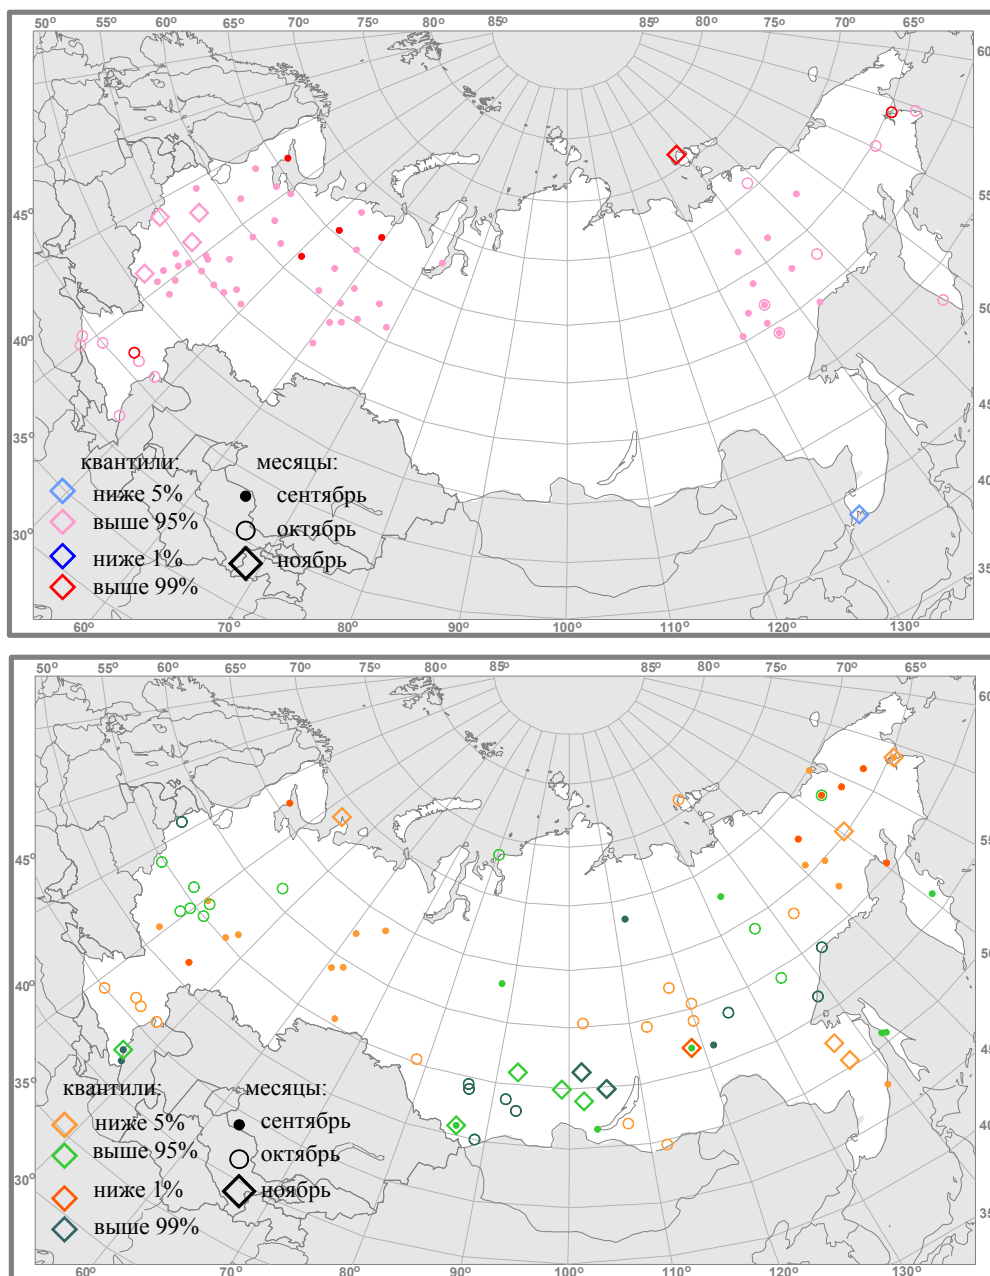 50° 55° 60° 65° 70° 75° 80° 85° 85° 80° 75° 70° 65°
60
45°
55
50
40°
45
35°
квантили: месяцы:
ниже 5% сентябрь
выше 95% октябрь
40
ниже 1% ноябрь
30°
выше 99%
35
60° 70° 80° 90° 100° 110° 120° 130°
50° 55° 60° 65° 70° 75° 80° 85° 85° 80° 75° 70° 65°
60
55
45°
50
40°
45
35°
квантили: месяцы:
ниже 5% сентябрь
40
выше 95% октябрь
30°
ниже 1% ноябрь
35
выше 99%
60° 70° 80° 90° 100° 110° 120° 130°